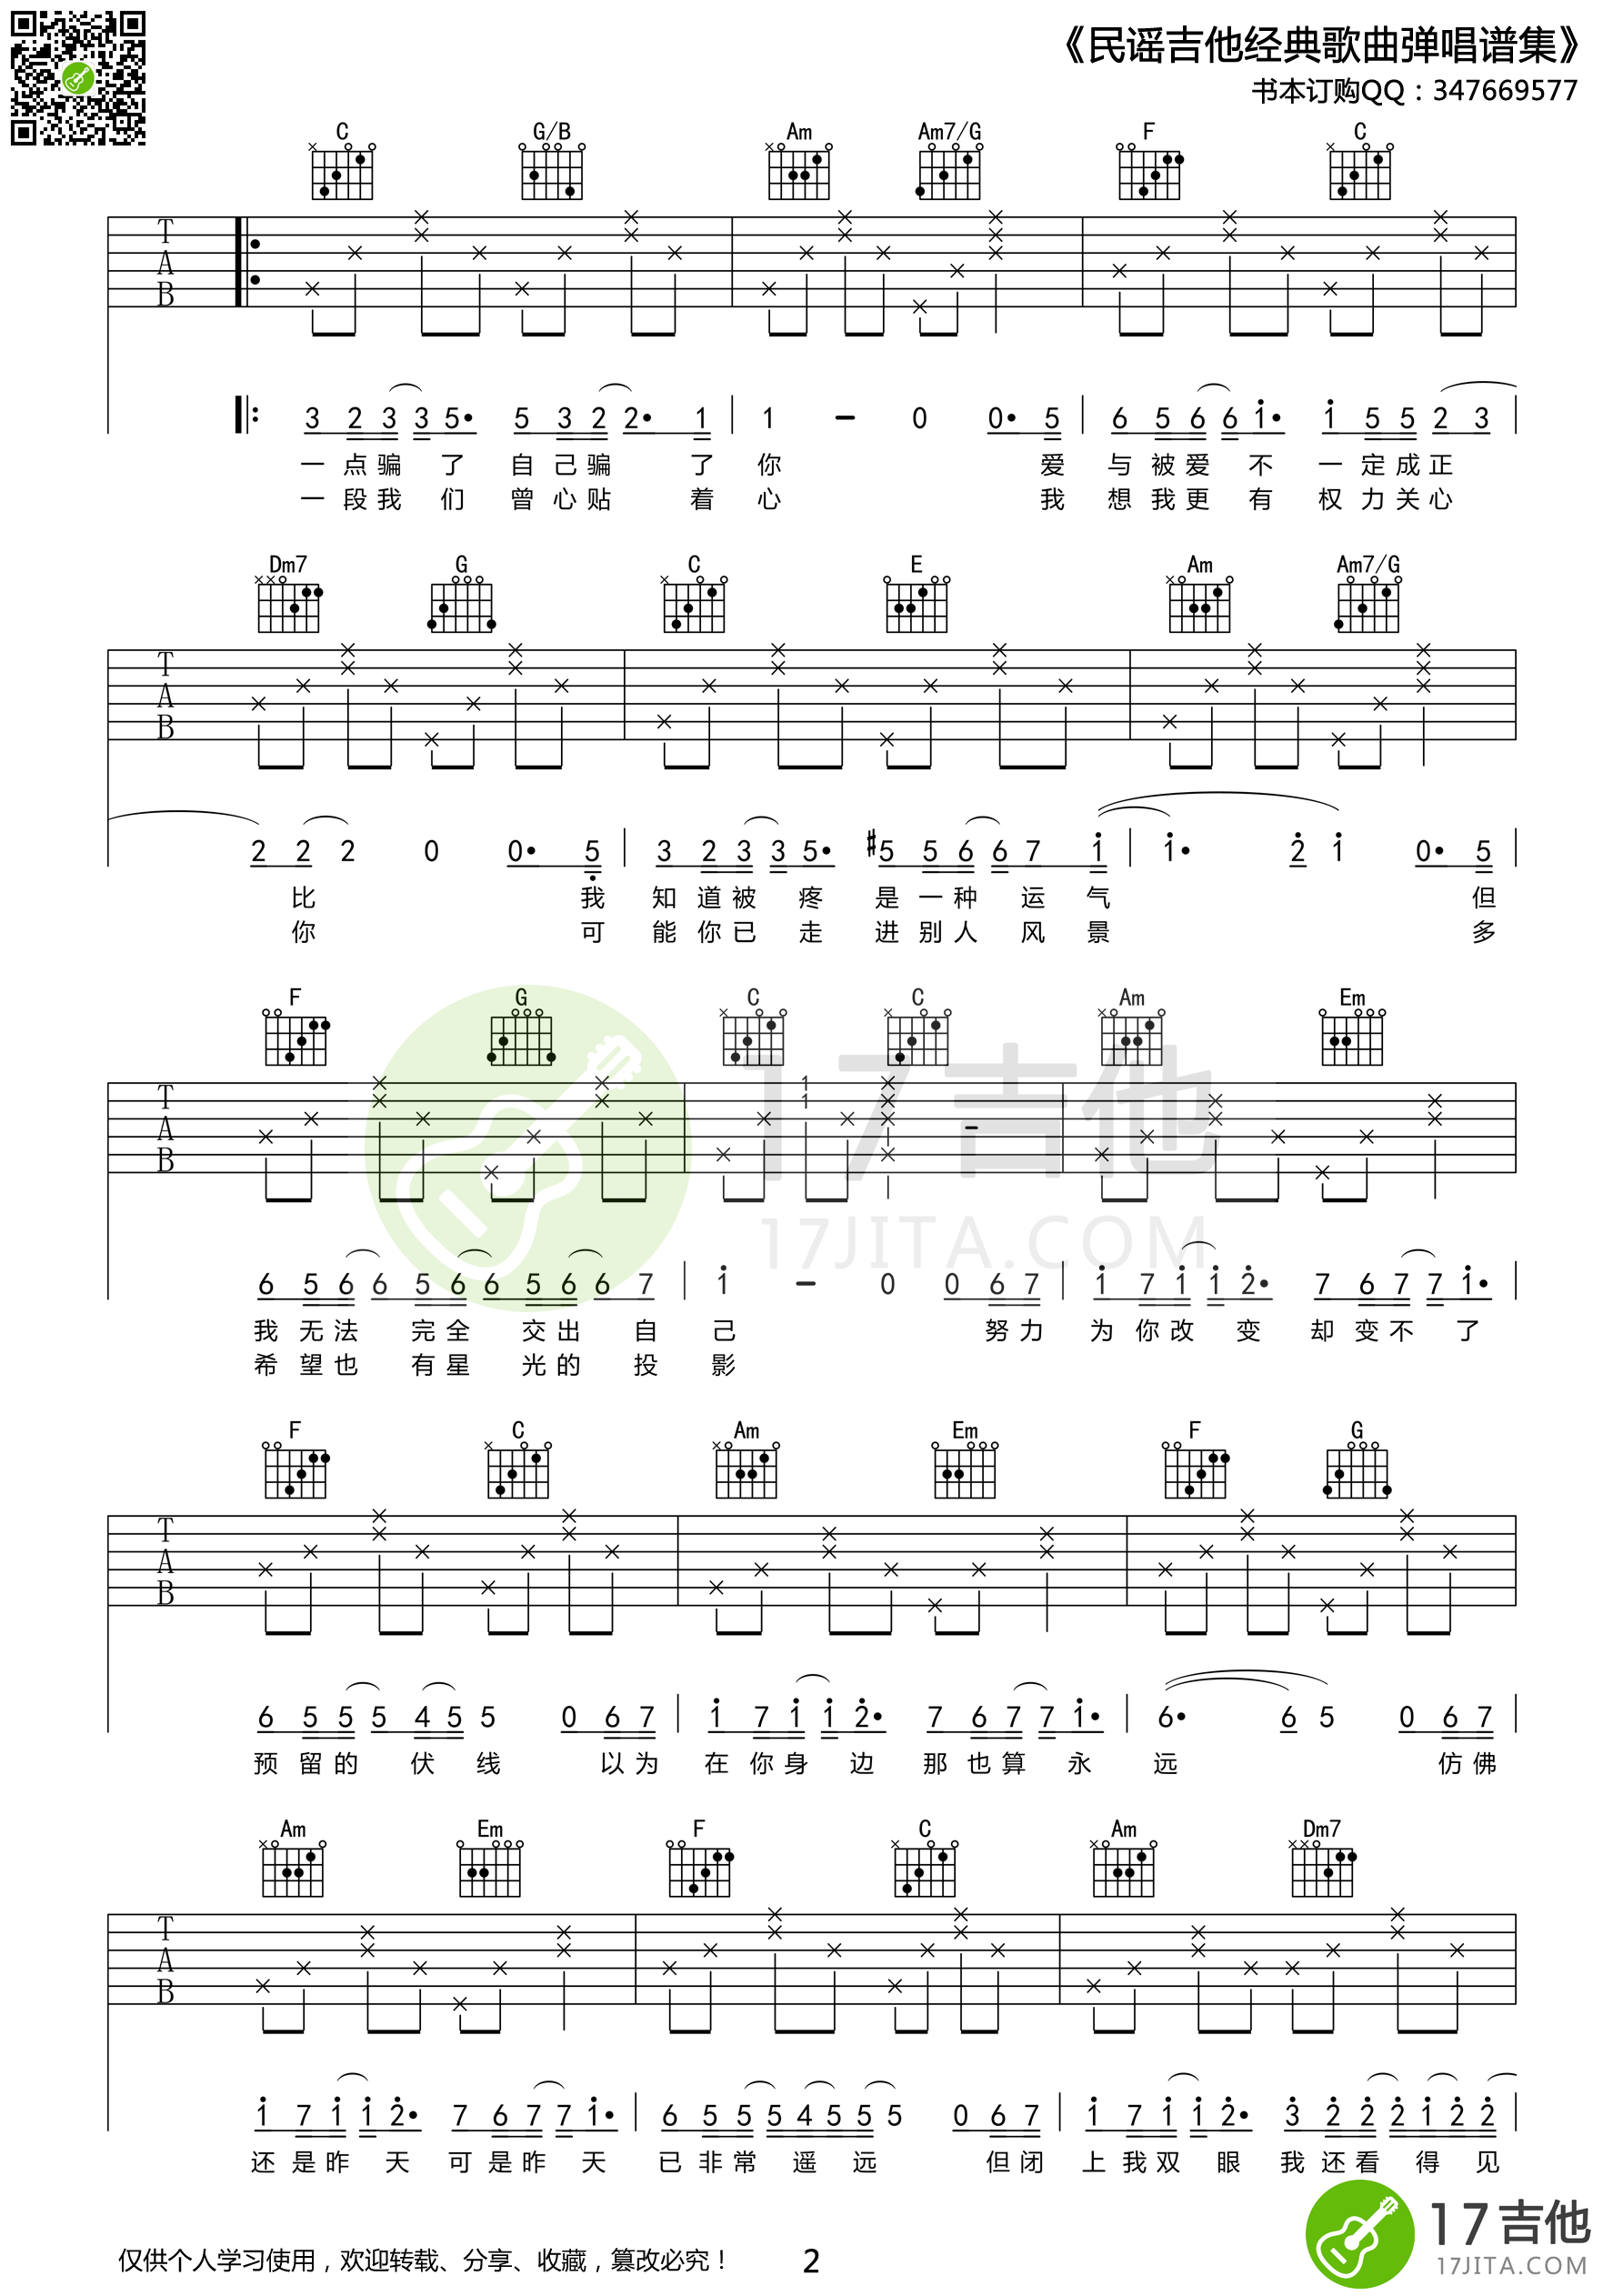 《民谣吉他经典歌曲弹唱谱集》
书本订购QQ：347669577
C G/B Am Am7/G F C
T A B
3 2 3 3 5· 5 3 2 2· 1 | 1 – 0 0· 5 | 6 5 6 6 1· 1 5 5 2 3
一点骗 了 自己骗 了 你 爱 与被爱 不 一定成正
一段我 们 曾心贴 着 心 我 想我更 有 权力关心
Dm7 G C E Am Am7/G
T A B
2 2 2 0 0· 5 | 3 2 3 3 5· #5 5 6 6 7 1 | 1· 2 1 0· 5
比 我 知道被 疼 是一种 运 气 但
你 可 能你已 走 进别人 风 景 多
F G C C Am Em
T A B
6 5 6 6 5 6 6 5 6 6 7 | 1 – 0 0 6 7 | 1 7 1 1 2· 7 6 7 7 1·
我 无法 完全 交出 自 己 努力 为 你改 变 却 变不 了
希 望也 有星 光的 投 影
17吉他
17JITA.COM
F C Am Em F G
T A B
6 5 5 5 4 5 5 0 6 7 | 1 7 1 1 2· 7 6 7 7 1· | 6· 6 5 0 6 7
预 留的 伏 线 以为 在 你身 边 那 也算 永 远 仿佛
Am Em F C Am Dm7
T A B
1 7 1 1 2· 7 6 7 7 1· | 6 5 5 5 4 5 5 5 0 6 7 | 1 7 1 1 2· 3 2 2 2 1 2 2
还 是昨 天 可 是昨 天 已 非常 遥 远 但闭 上我双 眼 我 还看 得 见
仅供个人学习使用，欢迎转载、分享、收藏，篡改必究！ 2
17吉他
17JITA.COM